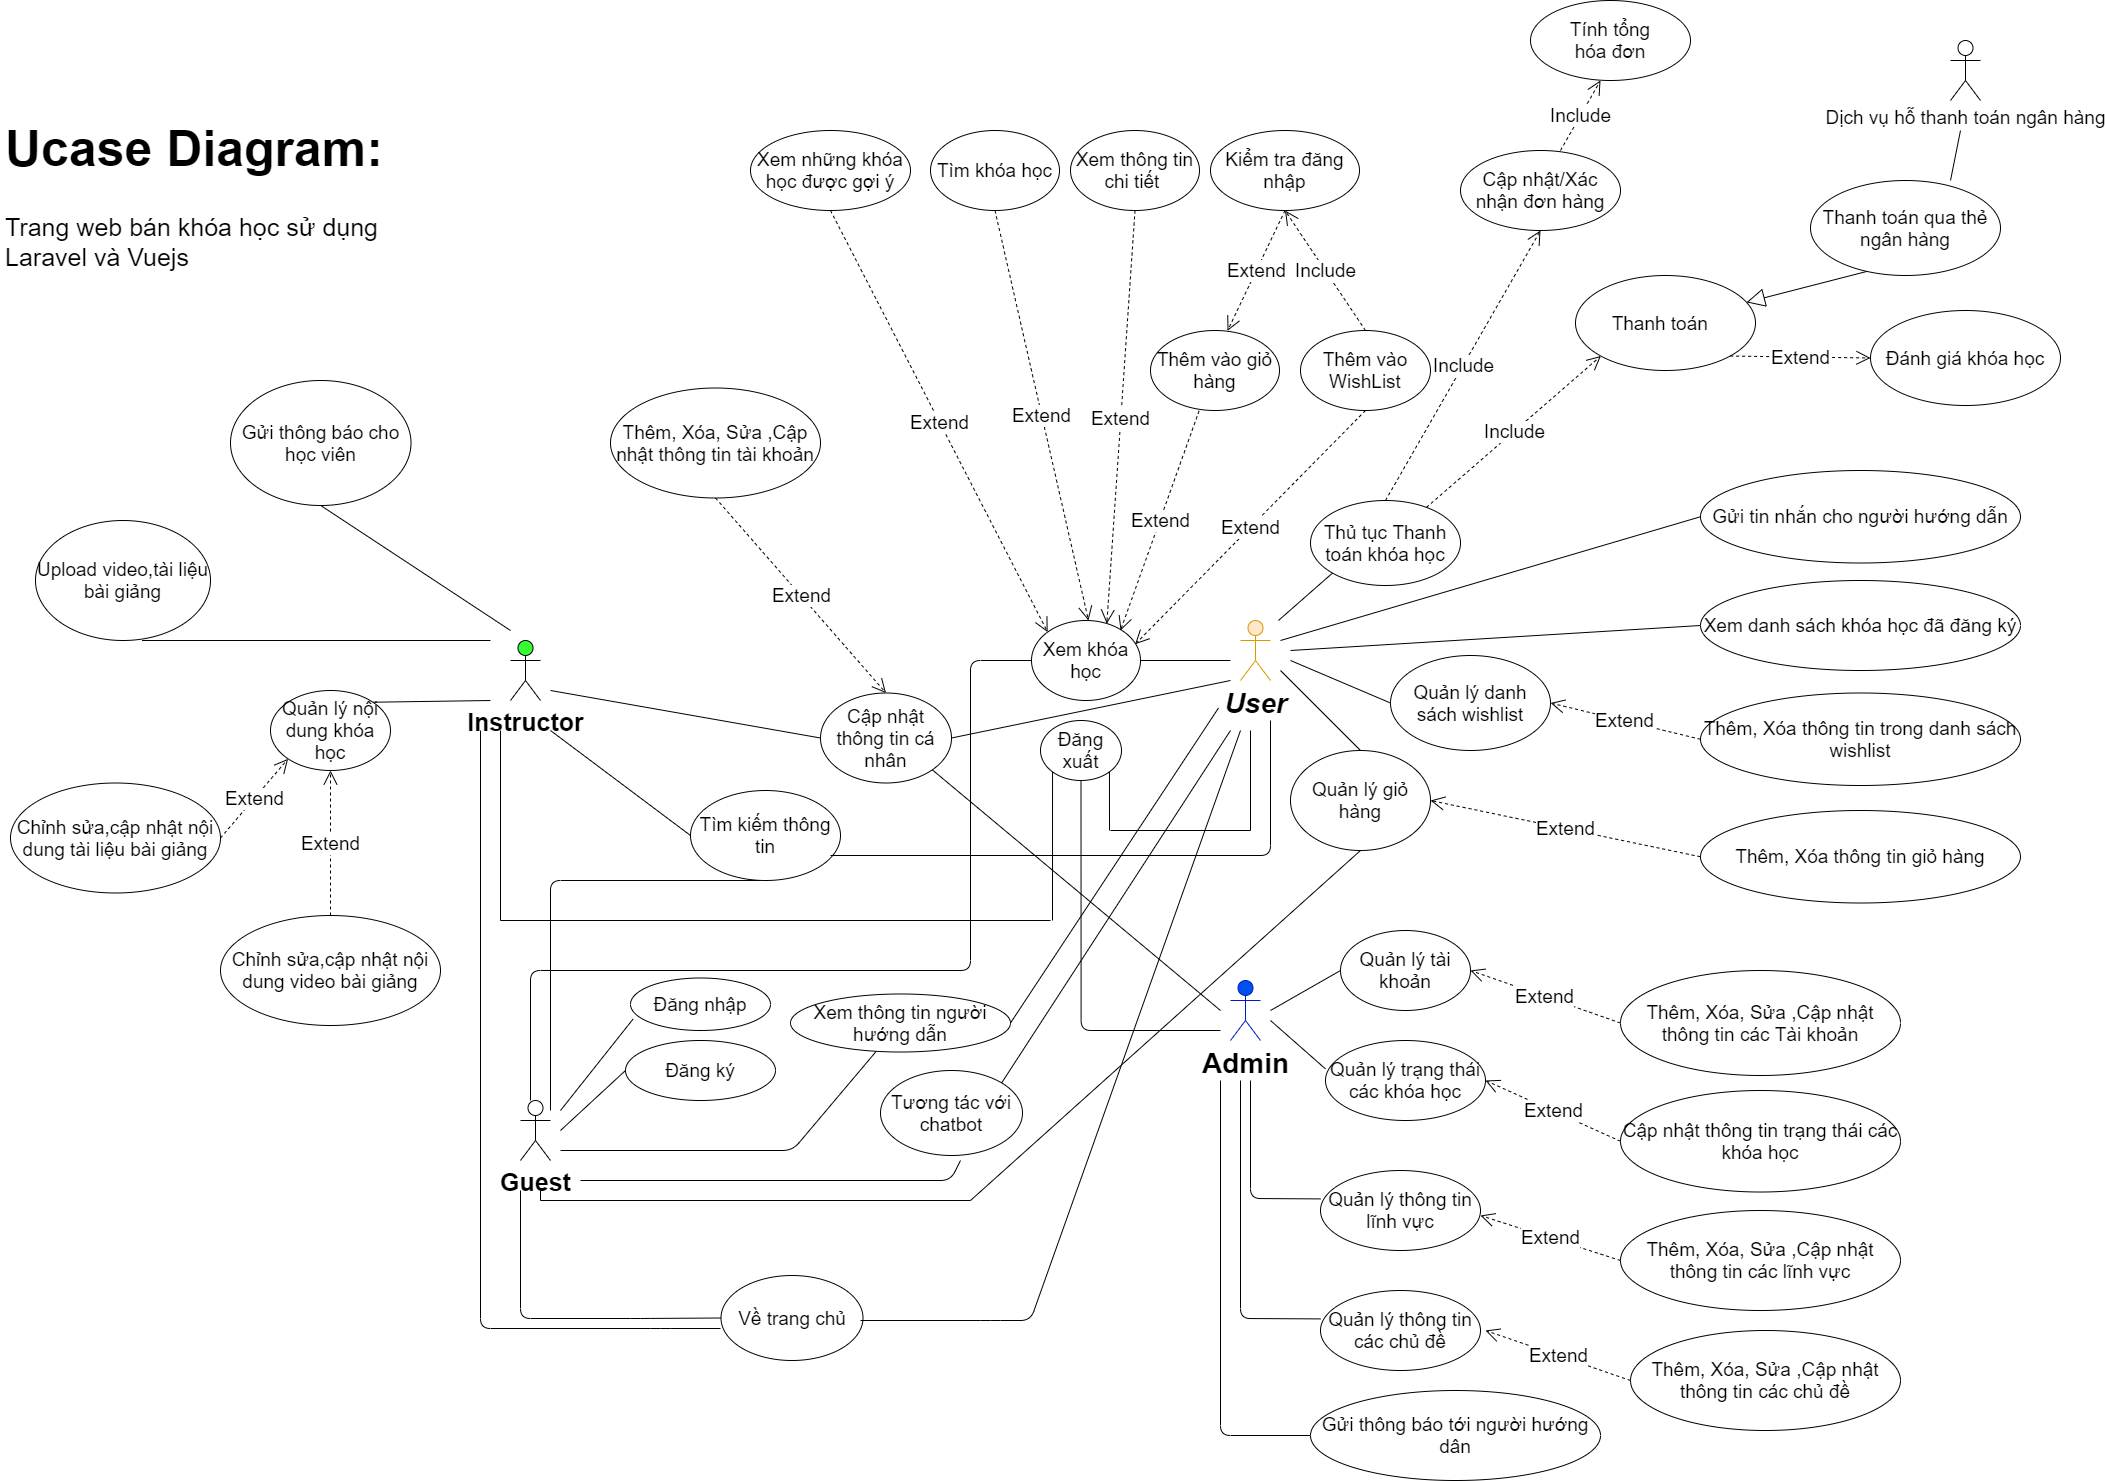 Ucase Diagram:
Trang web bán khóa học sử dụng
Laravel và Vuejs
Tính tổng
hóa đơn
Include
Dịch vụ hỗ thanh toán ngân hàng
Xem những khóa
học được gợi ý
Tìm khóa học
Xem thông tin
chi tiết
Kiểm tra đăng
nhập
Cập nhật/Xác
nhận đơn hàng
Thanh toán qua thẻ
ngân hàng
Extend
Include
Thanh toán
Thêm vào giỏ
hàng
Thêm vào
WishList
Include
Extend
Đánh giá khóa học
Gửi thông báo cho
học viên
Thêm, Xóa, Sửa ,Cập
nhật thông tin tài khoản
Extend
Extend
Extend
Include
Extend
Extend
Thủ tục Thanh
toán khóa học
Gửi tin nhắn cho người hướng dẫn
Upload video,tài liệu
bài giảng
Extend
Xem khóa
học
Xem danh sách khóa học đã đăng ký
Quản lý nội
dung khóa
học
Instructor
Cập nhật
thông tin cá
nhân
User
Đăng
xuất
Quản lý danh
sách wishlist
Extend
Thêm, Xóa thông tin trong danh sách
wishlist
Extend
Chỉnh sửa,cập nhật nội
dung tài liệu bài giảng
Extend
Tìm kiếm thông
tin
Quản lý giỏ
hàng
Extend
Thêm, Xóa thông tin giỏ hàng
Chỉnh sửa,cập nhật nội
dung video bài giảng
Đăng nhập
Xem thông tin người
hướng dẫn
Quản lý tài
khoản
Extend
Thêm, Xóa, Sửa ,Cập nhật
thông tin các Tài khoản
Đăng ký
Admin
Quản lý trạng thái
các khóa học
Extend
Cập nhật thông tin trạng thái các
khóa học
Tương tác với
chatbot
Guest
Quản lý thông tin
lĩnh vực
Extend
Thêm, Xóa, Sửa ,Cập nhật
thông tin các lĩnh vực
Về trang chủ
Quản lý thông tin
các chủ đề
Extend
Thêm, Xóa, Sửa ,Cập nhật
thông tin các chủ đề
Gửi thông báo tới người hướng
dân